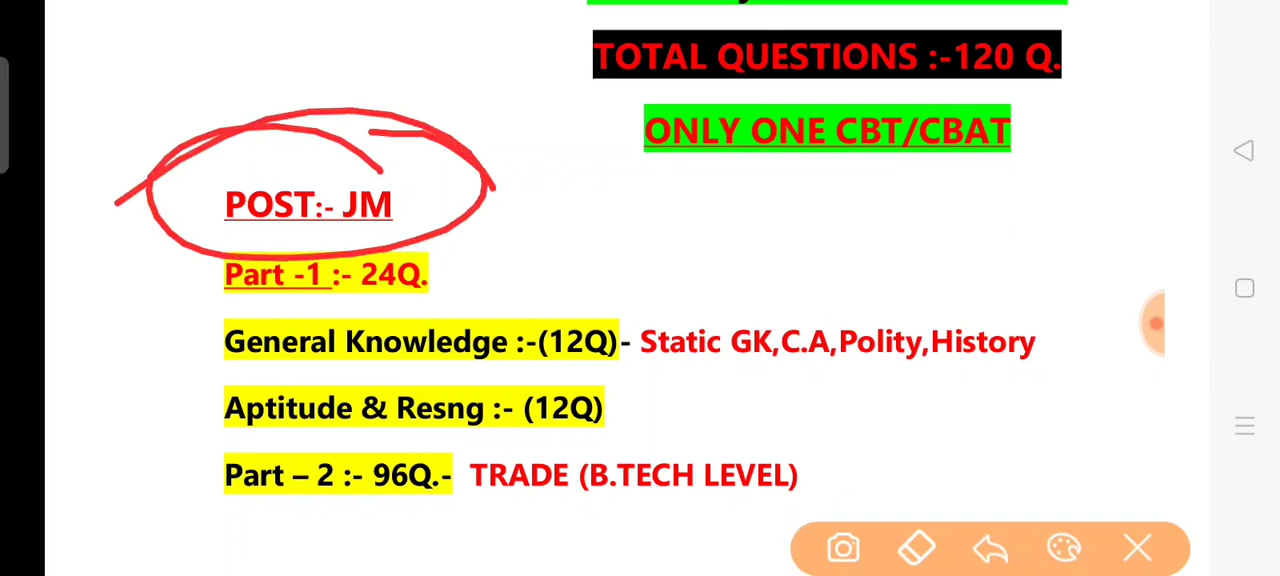 TOTAL QUESTIONS :-120 Q.
ONLY ONE CBT/CBAT
POST:- JM
Part -1 :- 24Q.
General Knowledge :-(12Q)- Static GK,C.A,Polity,History
Aptitude & Resng :- (12Q)
Part – 2 :- 96Q.- TRADE (B.TECH LEVEL)